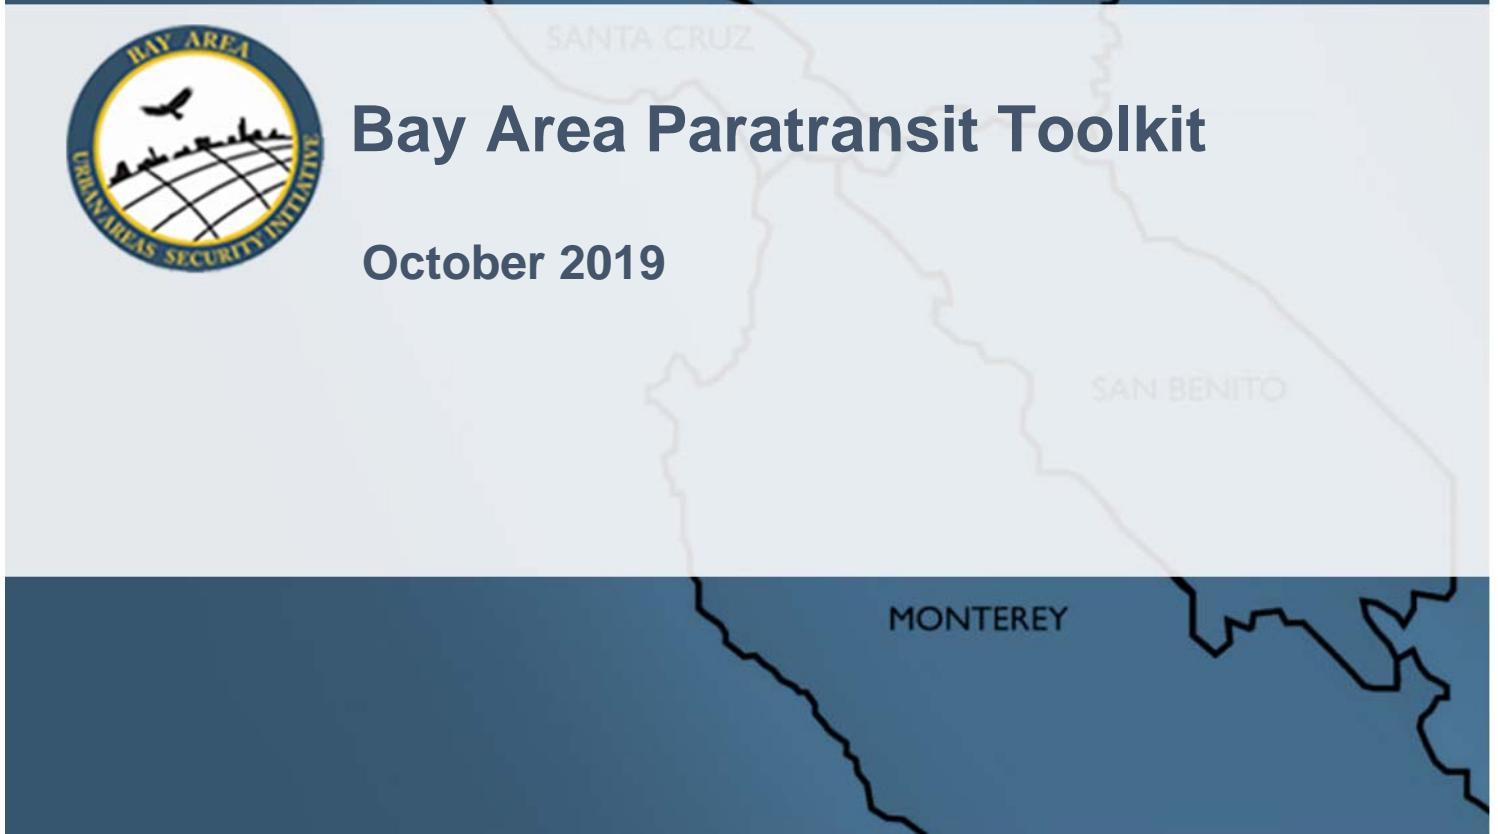 SANTA CRUZ
BAY AREA
URBAN AREAS SECURITY INITIATIVE
Bay Area Paratransit Toolkit
October 2019
SAN BENITO
MONTEREY